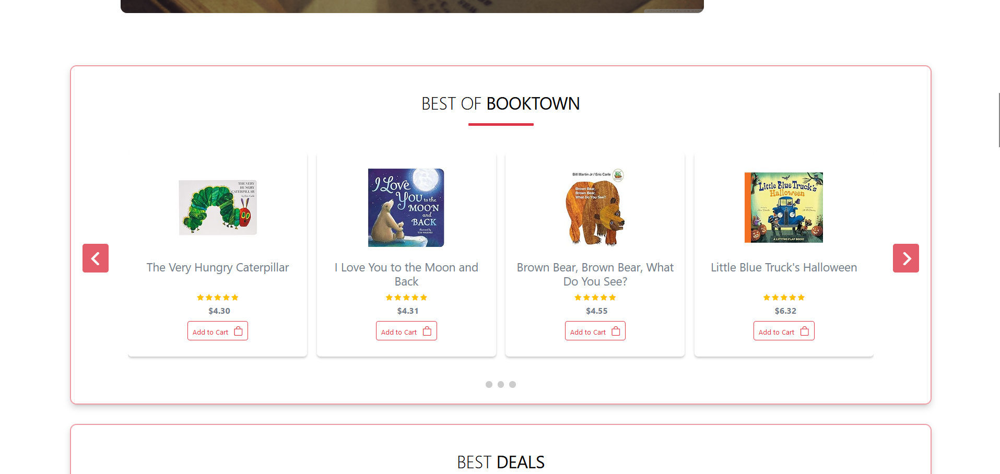 BEST OF BOOKTOWN
THE VERY
HUNGRY
CATERPILLAR
by Eric Carle
I Love
You to the
MOON
and
BACK
illustrated by
TIM WARNES
Bill Martin Jr / Eric Carle
50
Brown Bear,
Brown Bear,
What Do You See?
Little Blue Truck's
Halloween
A LIFT-THE-FLAP BOOK!
The Very Hungry Caterpillar
I Love You to the Moon and
Back
Brown Bear, Brown Bear, What
Do You See?
Little Blue Truck's Halloween
$4.30
$4.31
$4.55
$6.32
Add to Cart
Add to Cart
Add to Cart
Add to Cart
BEST DEALS